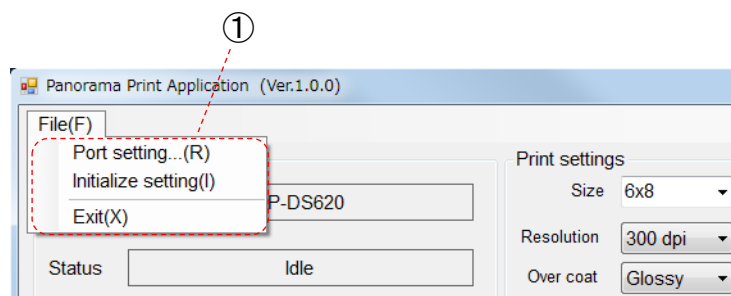 ①
Panorama Print Application (Ver.1.0.0)
File(F)
Port setting...(R)
Initialize setting(I)
Exit(X)
P-DS620
Status Idle
Print settings
Size 6x8
Resolution 300 dpi
Over coat Glossy